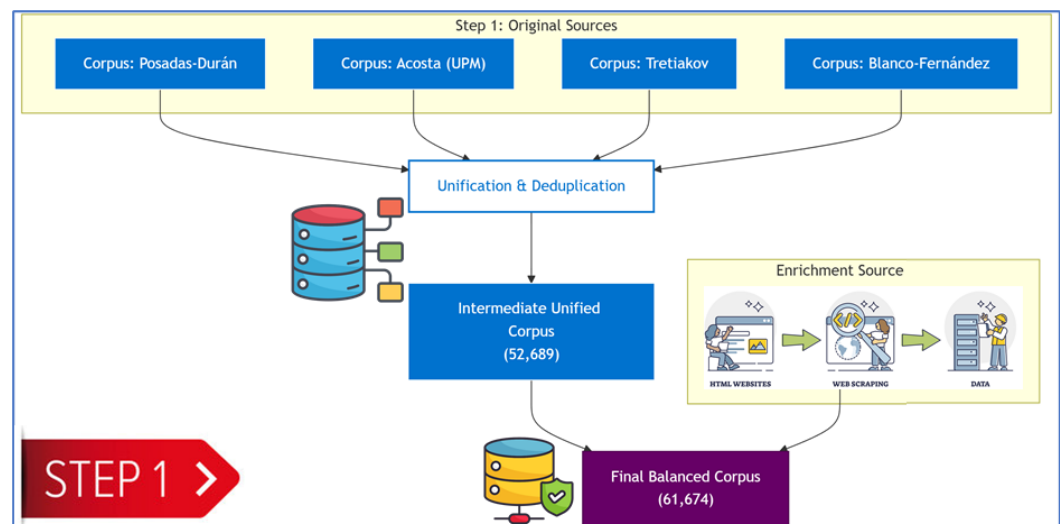 Step 1: Original Sources
Corpus: Posadas-Durán
Corpus: Acosta (UPM)
Corpus: Tretiakov
Corpus: Blanco-Fernández
Unification & Deduplication
Intermediate Unified
Corpus
(52,689)
Enrichment Source
HTML WEBSITES
WEB SCRAPING
DATA
</>
STEP 1
Final Balanced Corpus
(61,674)